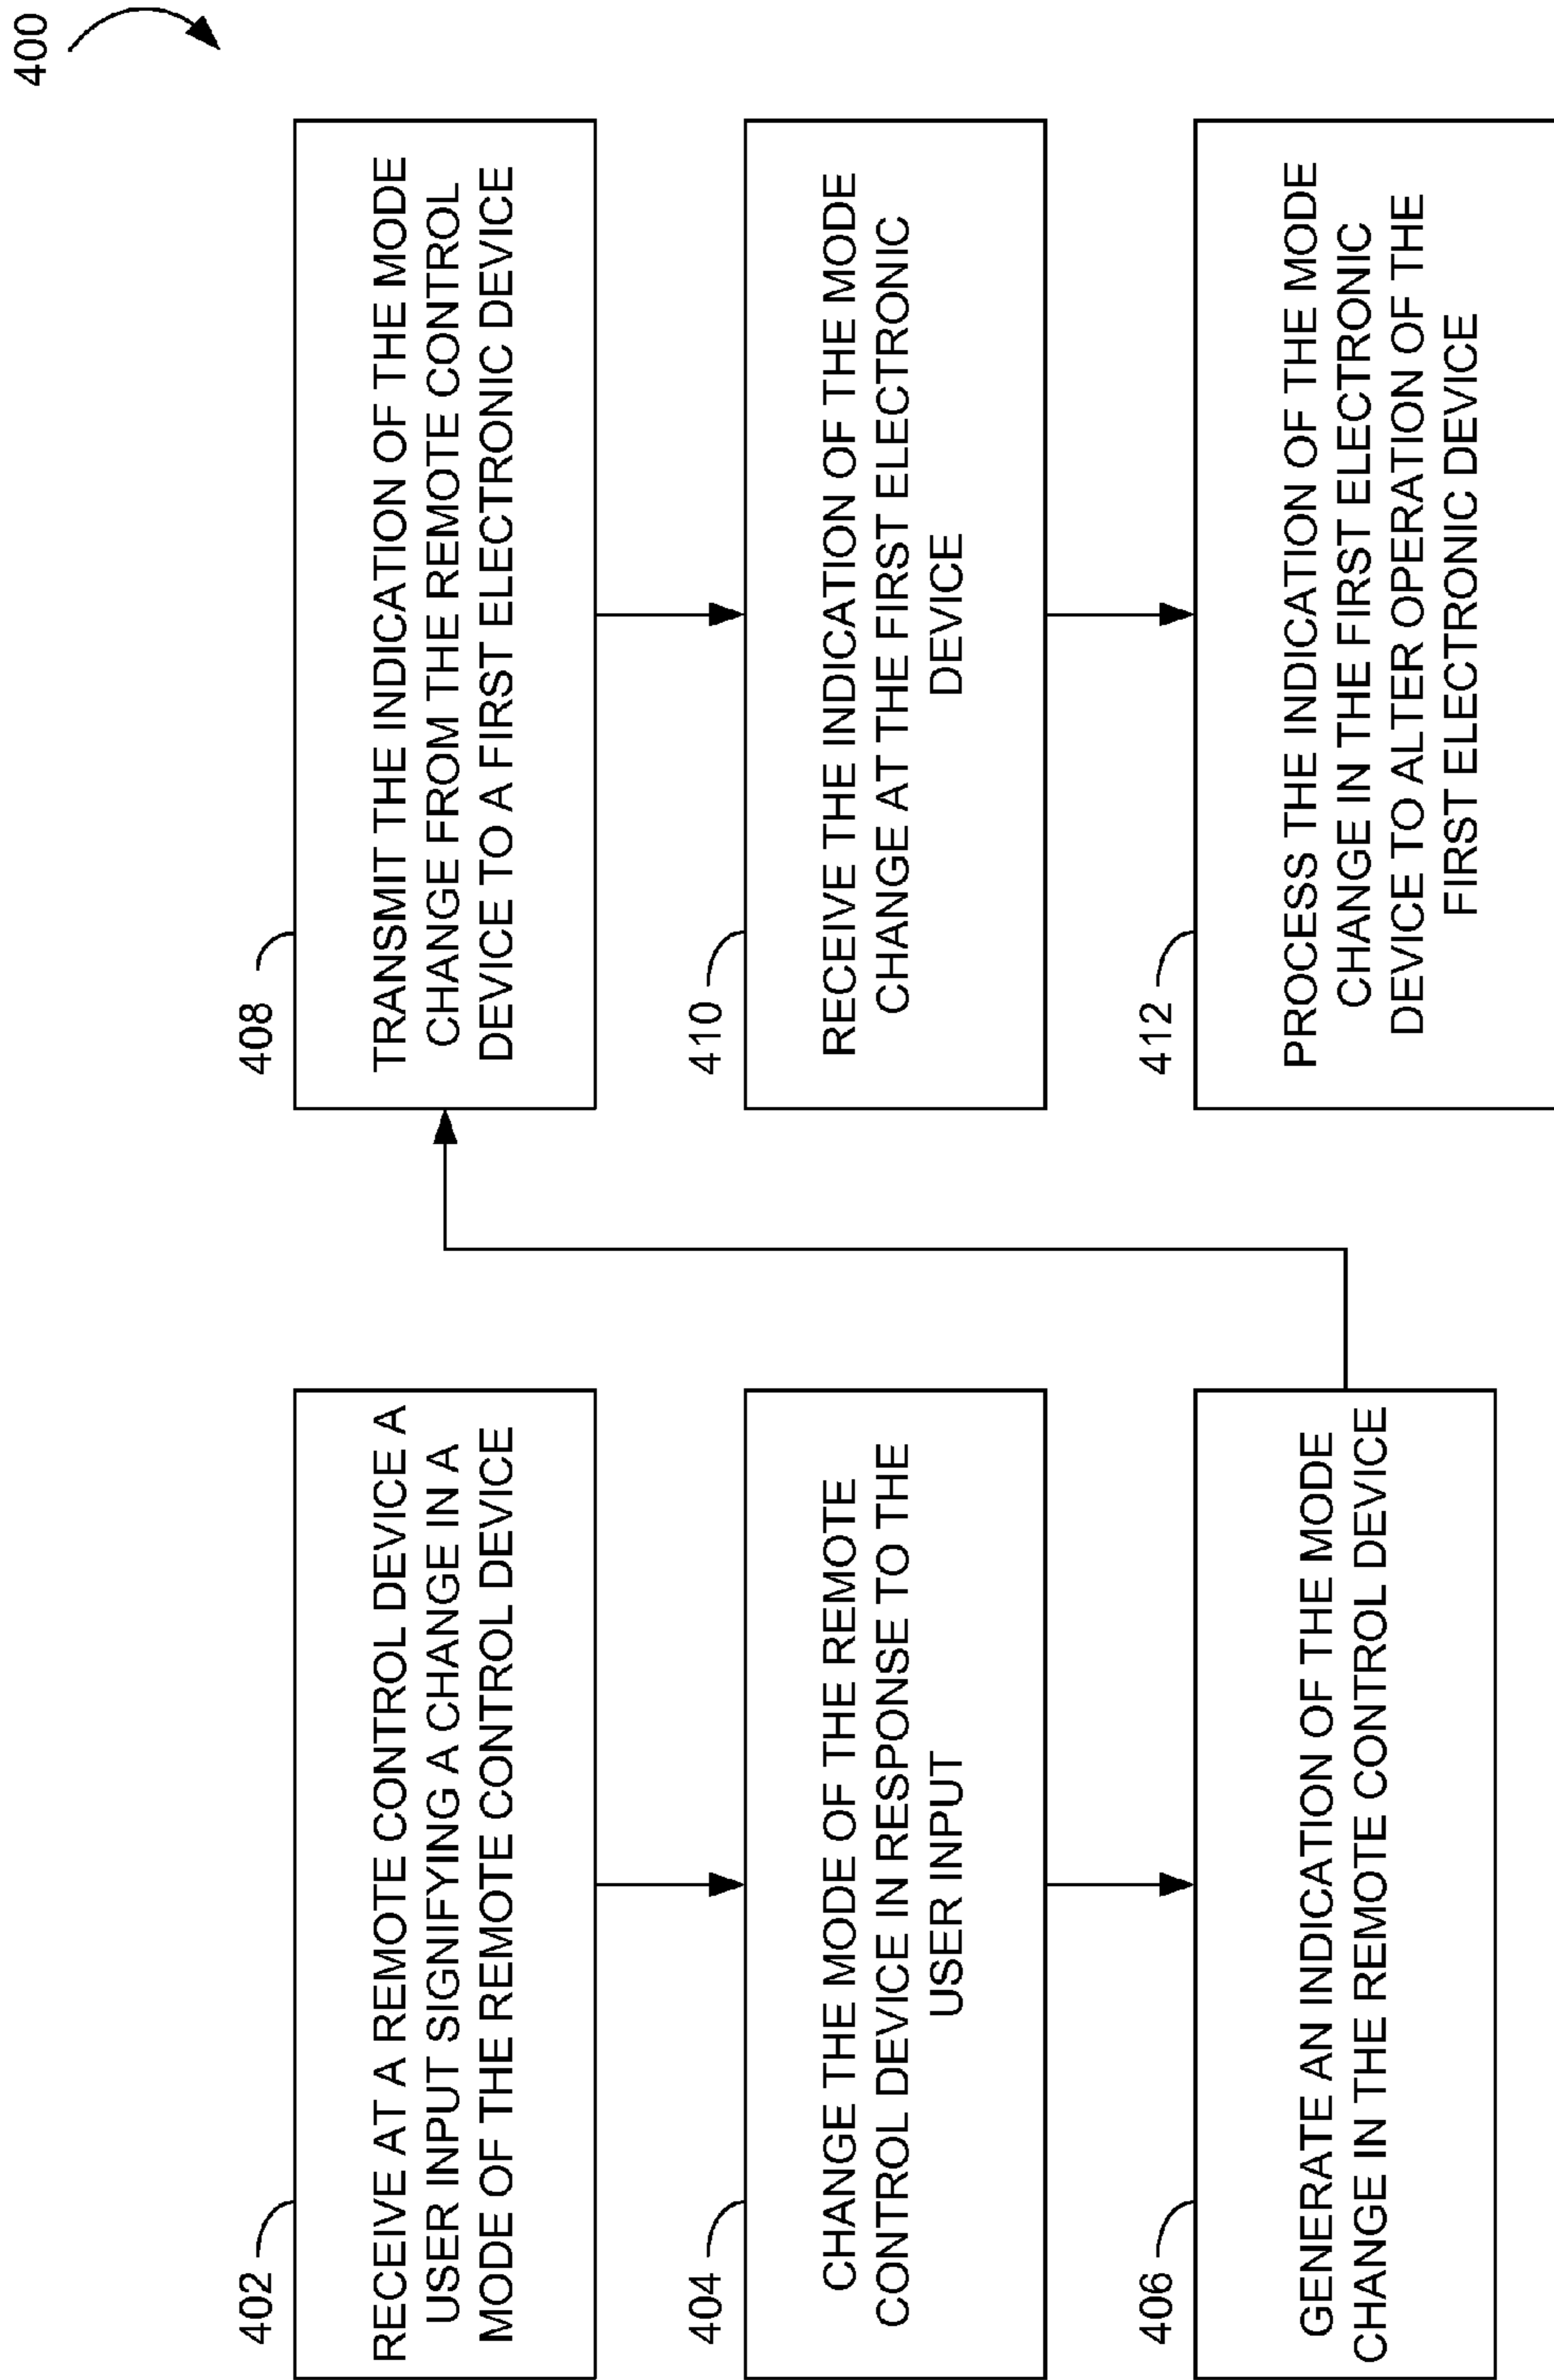 400
402
RECEIVE AT A REMOTE CONTROL DEVICE A
USER INPUT SIGNIFYING A CHANGE IN A
MODE OF THE REMOTE CONTROL DEVICE
404
CHANGE THE MODE OF THE REMOTE
CONTROL DEVICE IN RESPONSE TO THE
USER INPUT
406
GENERATE AN INDICATION OF THE MODE
CHANGE IN THE REMOTE CONTROL DEVICE
408
TRANSMIT THE INDICATION OF THE MODE
CHANGE FROM THE REMOTE CONTROL
DEVICE TO A FIRST ELECTRONIC DEVICE
410
RECEIVE THE INDICATION OF THE MODE
CHANGE AT THE FIRST ELECTRONIC
DEVICE
412
PROCESS THE INDICATION OF THE MODE
CHANGE IN THE FIRST ELECTRONIC
DEVICE TO ALTER OPERATION OF THE
FIRST ELECTRONIC DEVICE